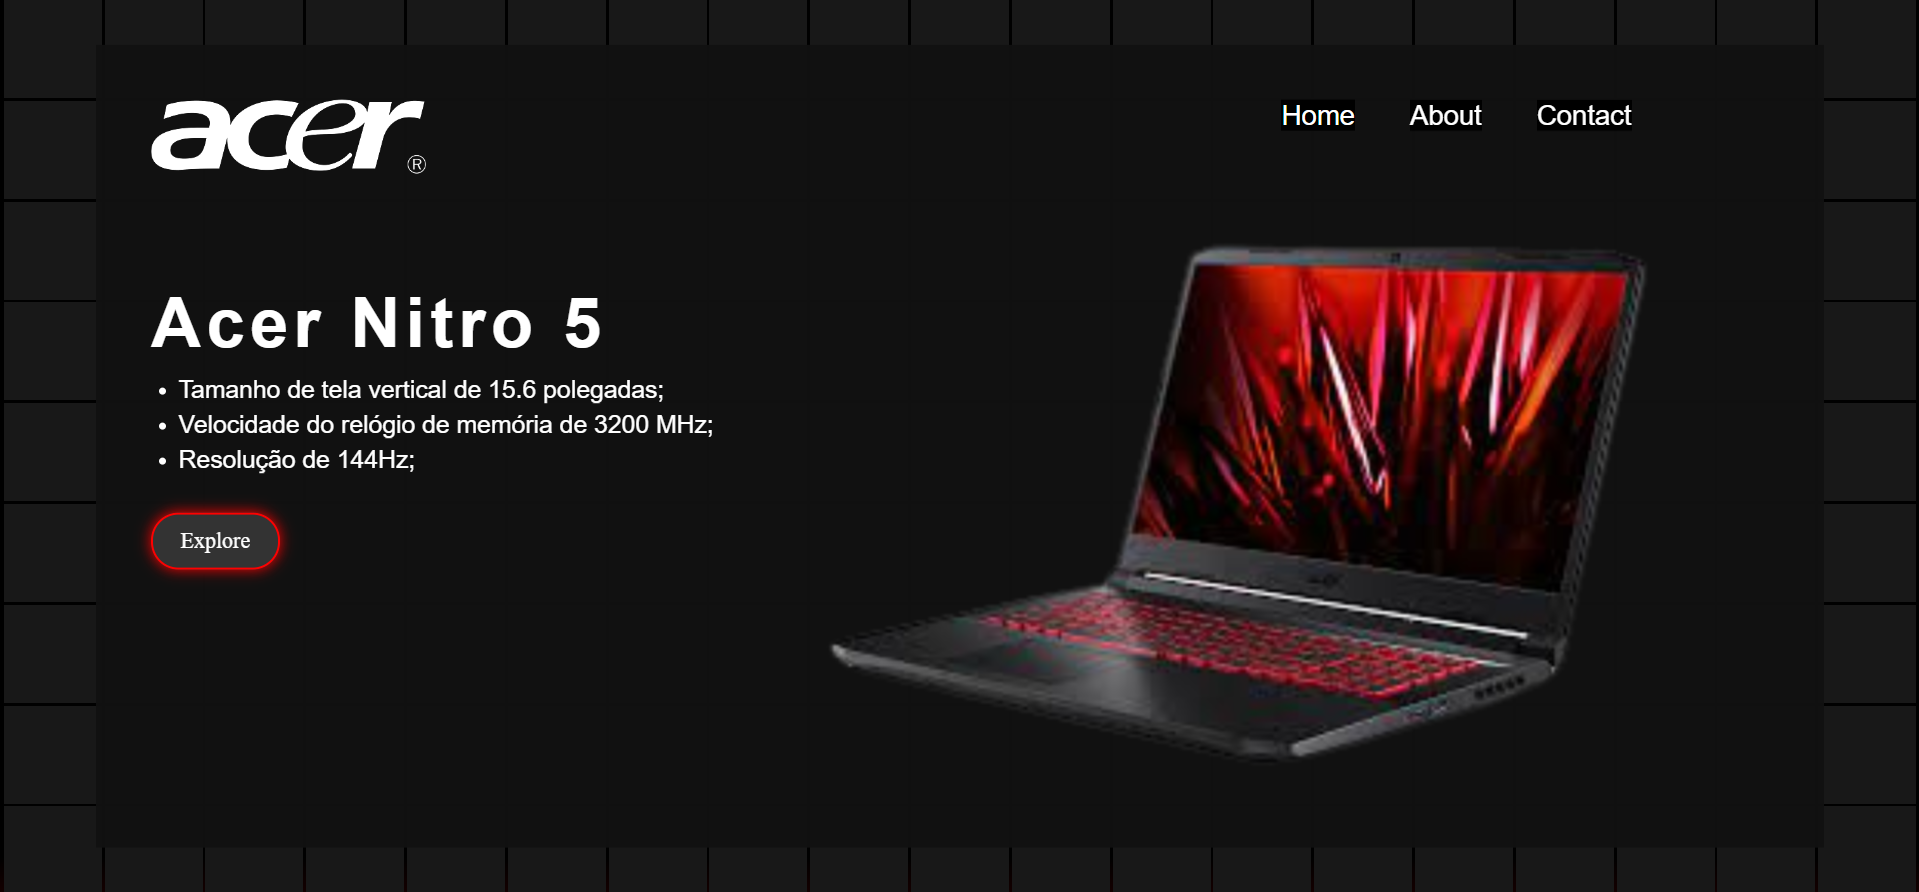 acer®
Home About Contact
Acer Nitro 5
• Tamanho de tela vertical de 15.6 polegadas;
• Velocidade do relógio de memória de 3200 MHz;
• Resolução de 144Hz;
Explore